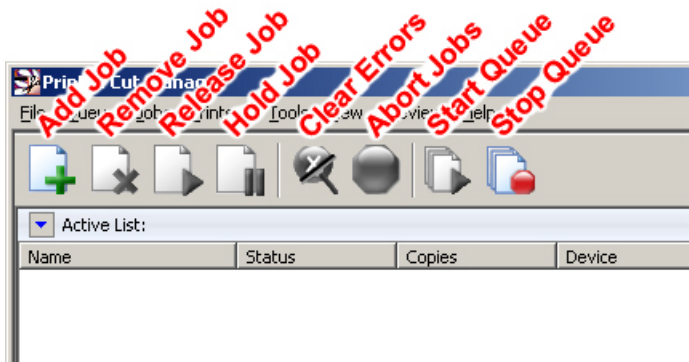 Add Job
Remove Job
Release Job
Hold Job
Clear Errors
Abort Jobs
Start Queue
Stop Queue
Active List:
Name Status Copies Device